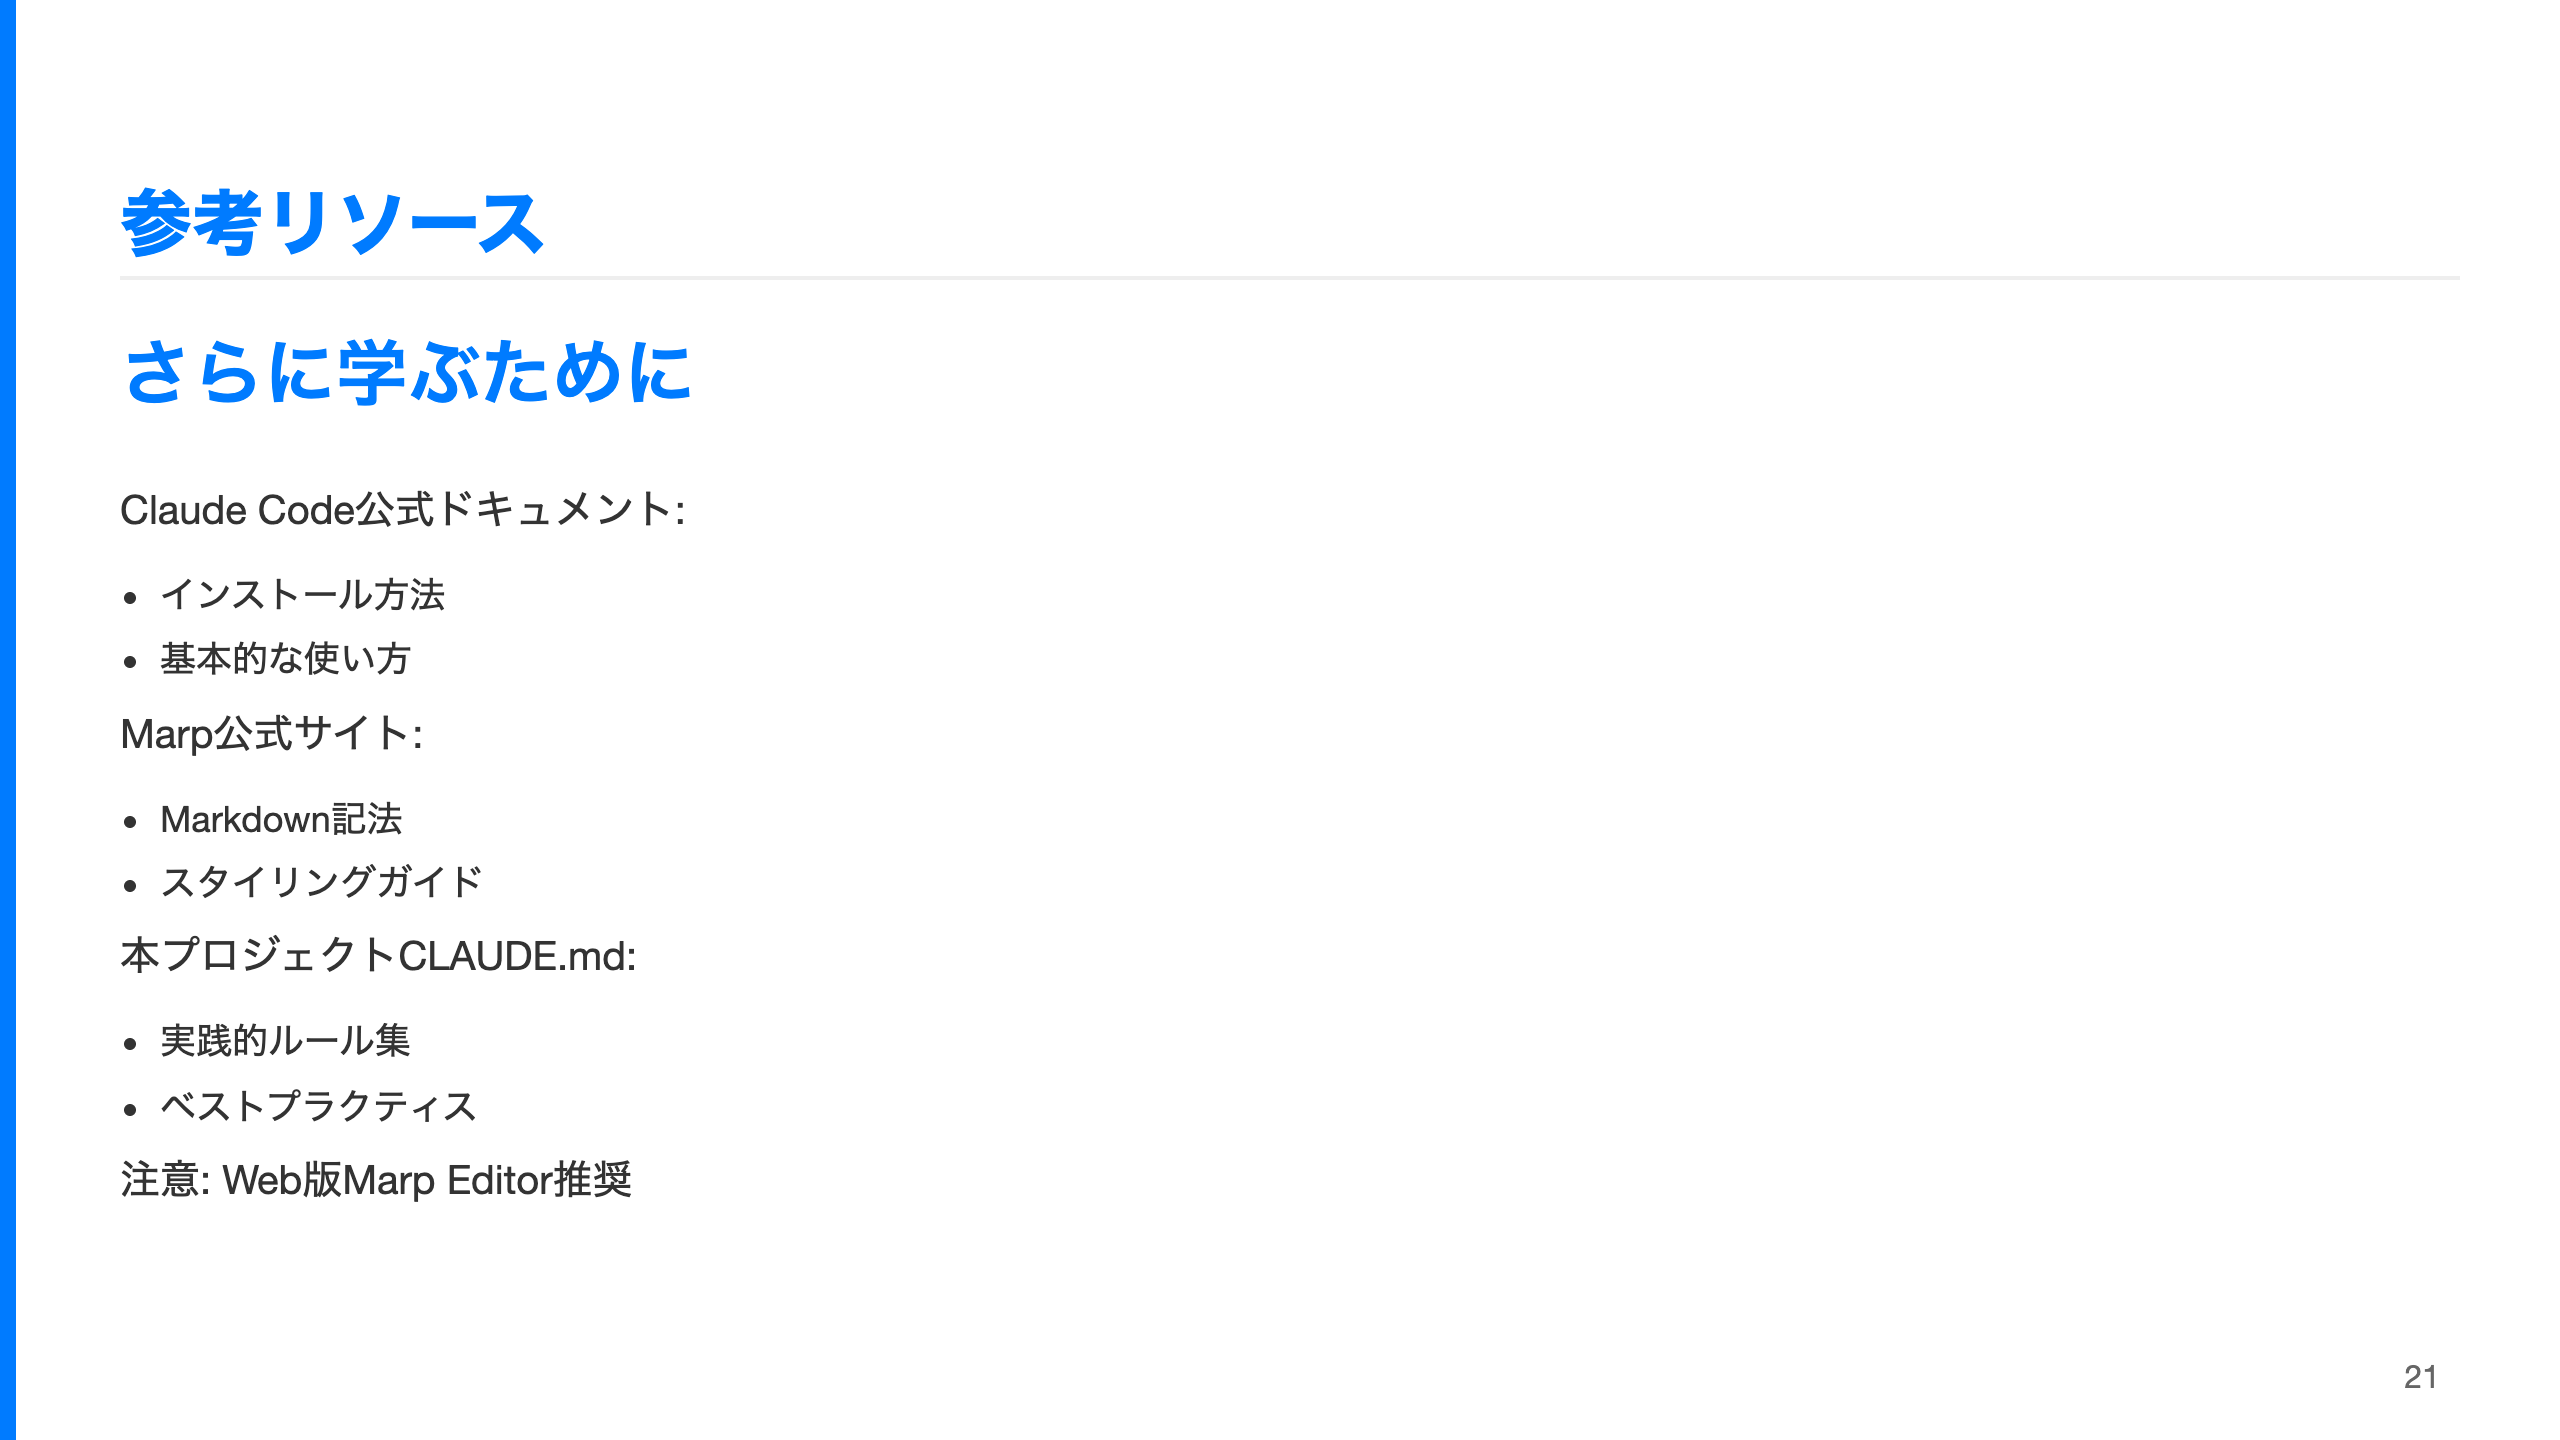 参考リソース
さらに学ぶために
Claude Code公式ドキュメント:
• インストール方法
• 基本的な使い方
Marp公式サイト:
• Markdown記法
• スタイリングガイド
本プロジェクトCLAUDE.md:
• 実践的ルール集
• ベストプラクティス
注意: Web版Marp Editor推奨
21